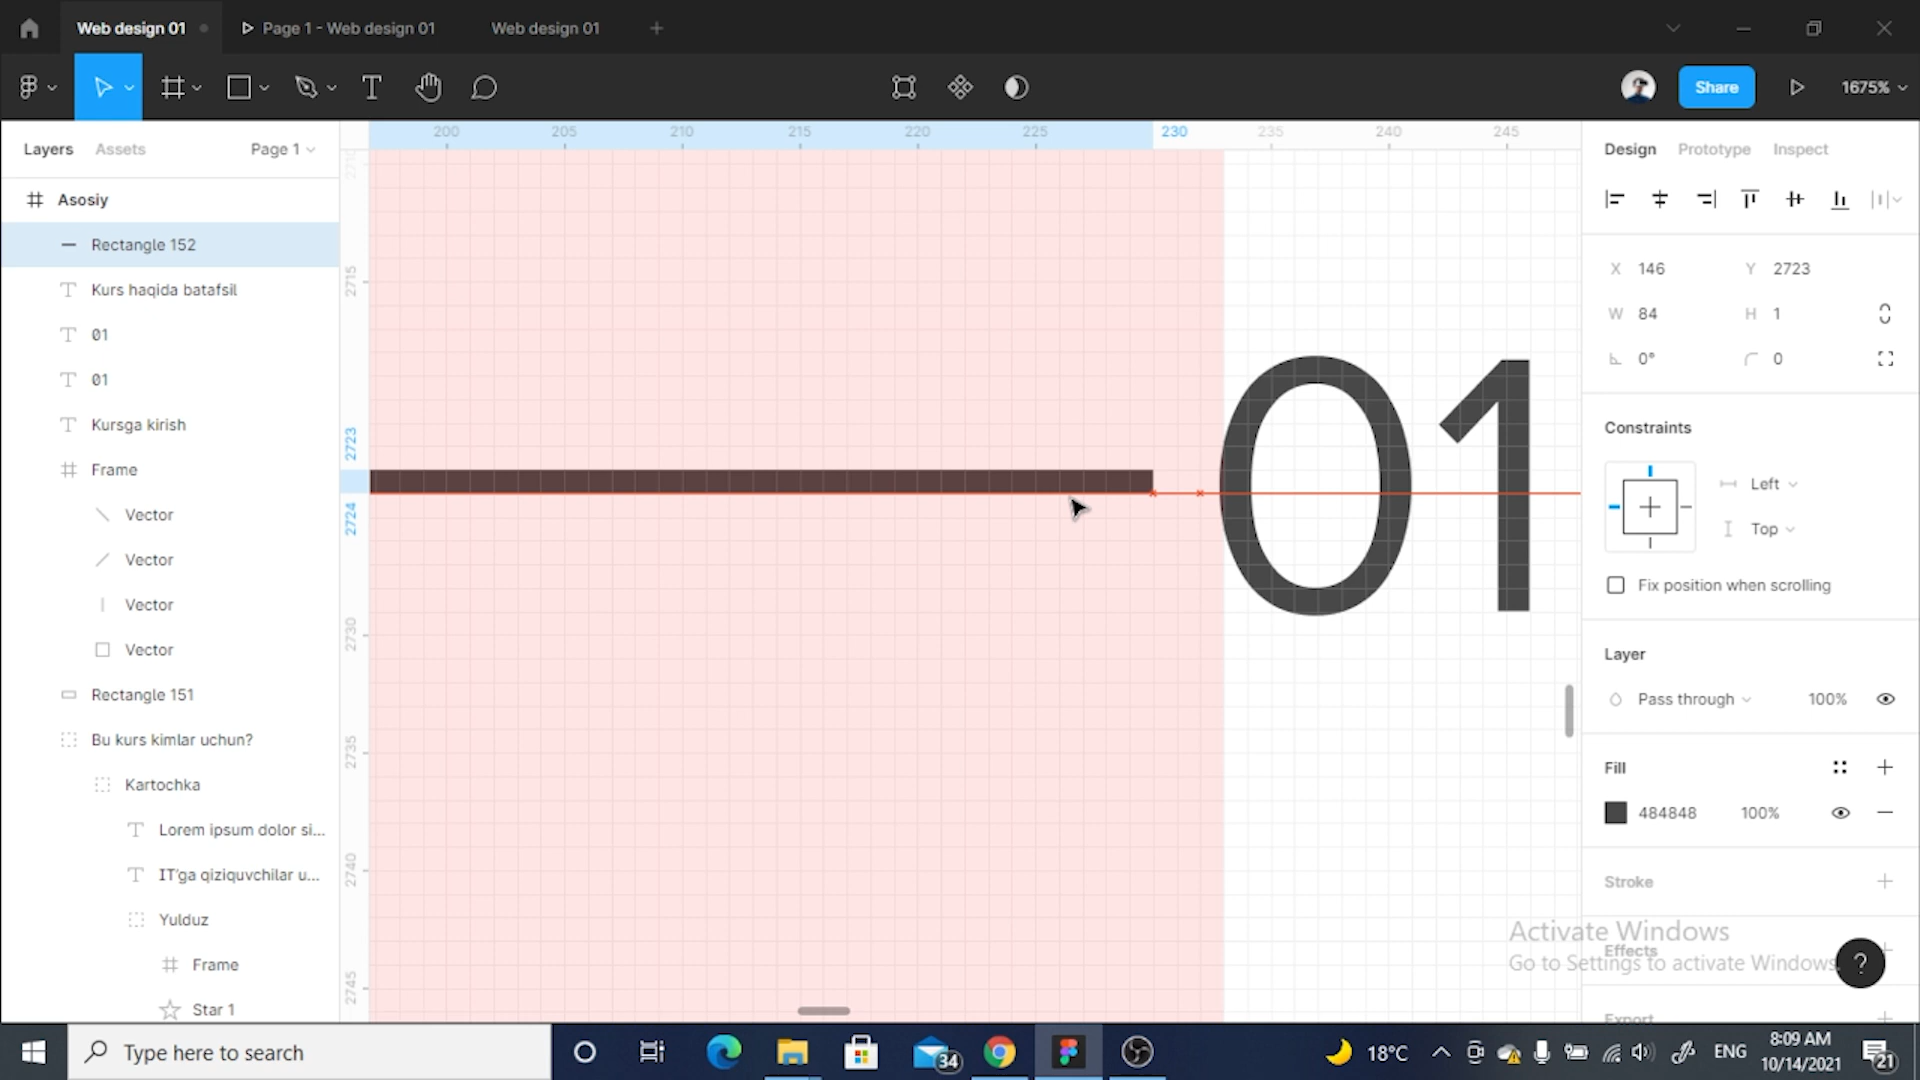 Web design 01
Page 1 - Web design 01
Web design 01
Share
1675%
Layers
Assets
Page 1
200
205
210
215
220
225
230
235
240
245
Design
Prototype
Inspect
Asosiy
Rectangle 152
Kurs haqida batafsil
01
01
Kursga kirish
Frame
Vector
Vector
Vector
Vector
Rectangle 151
Bu kurs kimlar uchun?
Kartochka
Lorem ipsum dolor si...
IT'ga qiziquvchilar u...
Yulduz
Frame
Star 1
2715
2723
2724
2730
2735
2740
2745
01
X 146
Y 2723
W 84
H 1
0°
0
Constraints
Left
Top
Fix position when scrolling
Layer
Pass through
100%
Fill
484848
100%
Stroke
Effects
Export
Activate Windows
Go to Settings to activate Windows.
?
Type here to search
34
18°C
ENG
8:09 AM
10/14/2021
21